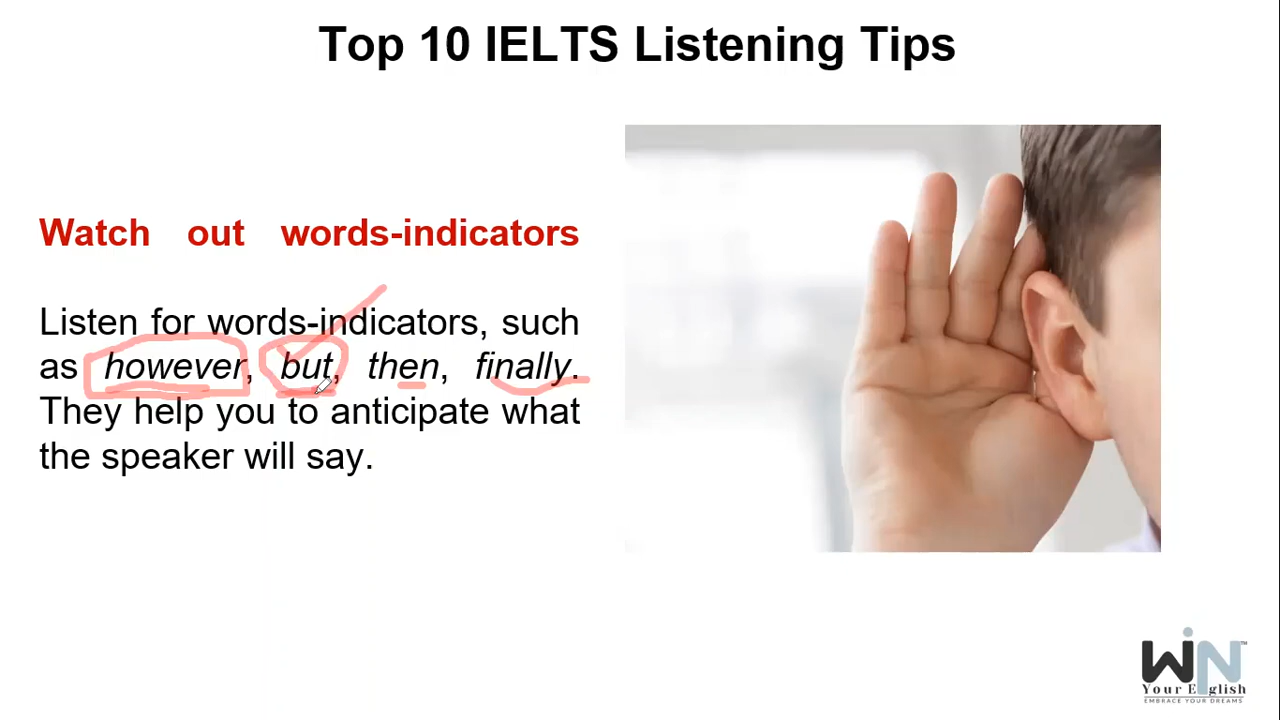 Top 10 IELTS Listening Tips
Watch out words-indicators
Listen for words-indicators, such
as however, but, then, finally.
They help you to anticipate what
the speaker will say.
WiN™
Your English
EMBRACE YOUR DREAMS